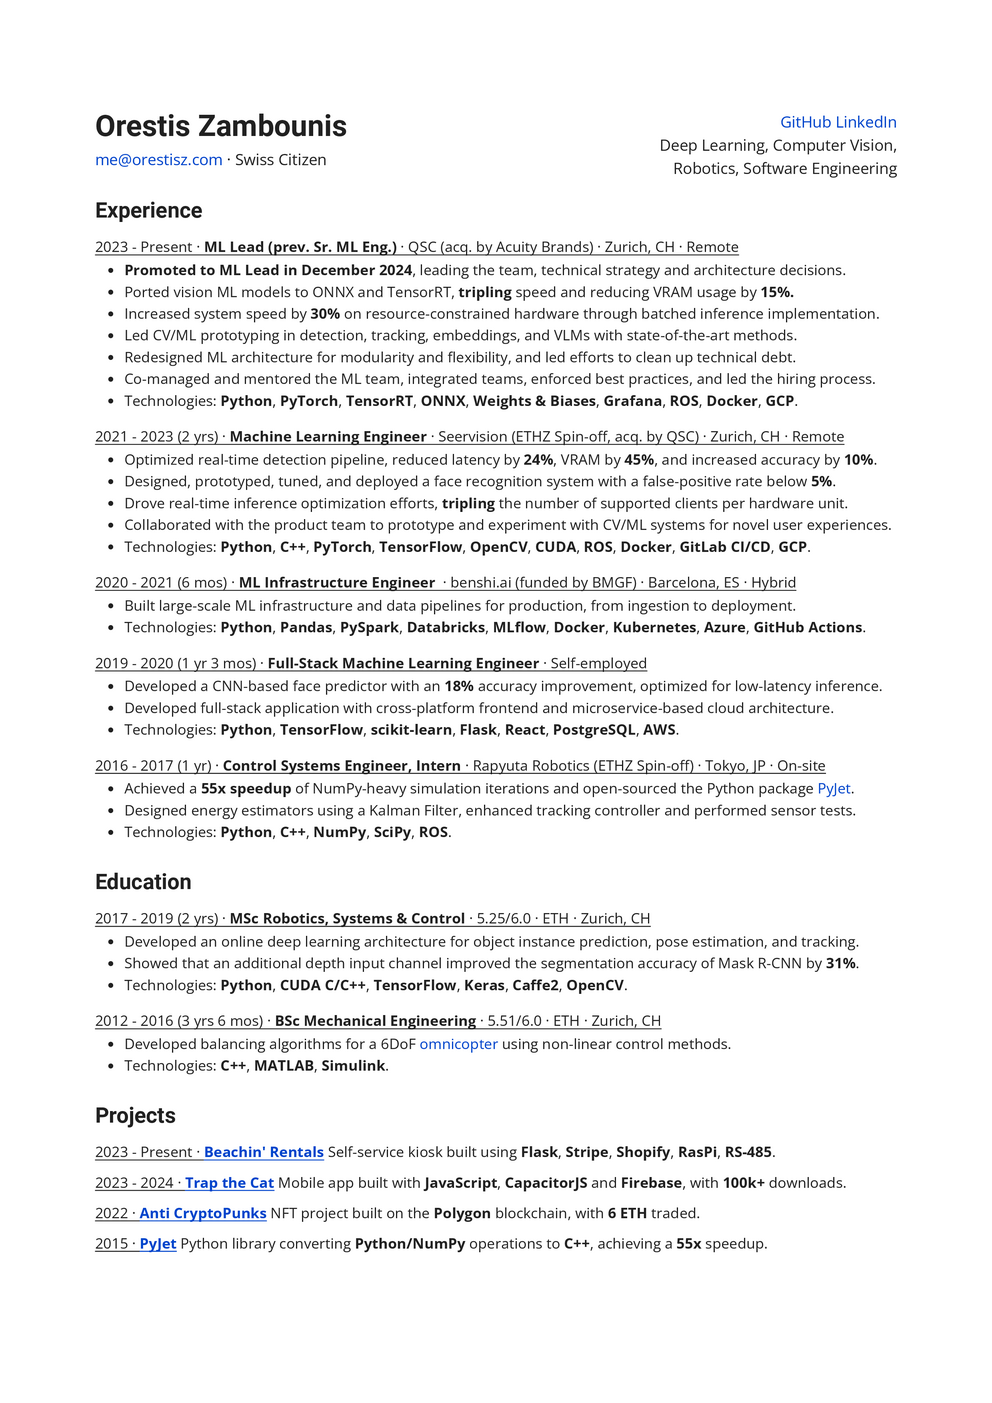 Orestis Zambounis
me@orestisz.com · Swiss Citizen
GitHub LinkedIn
Deep Learning, Computer Vision,
Robotics, Software Engineering
Experience
2023 - Present · ML Lead (prev. Sr. ML Eng.) · QSC (acq. by Acuity Brands) · Zurich, CH · Remote
• Promoted to ML Lead in December 2024, leading the team, technical strategy and architecture decisions.
• Ported vision ML models to ONNX and TensorRT, tripling speed and reducing VRAM usage by 15%.
• Increased system speed by 30% on resource-constrained hardware through batched inference implementation.
• Led CV/ML prototyping in detection, tracking, embeddings, and VLMs with state-of-the-art methods.
• Redesigned ML architecture for modularity and flexibility, and led efforts to clean up technical debt.
• Co-managed and mentored the ML team, integrated teams, enforced best practices, and led the hiring process.
• Technologies: Python, PyTorch, TensorRT, ONNX, Weights & Biases, Grafana, ROS, Docker, GCP.
2021 - 2023 (2 yrs) · Machine Learning Engineer · Seervision (ETHZ Spin-off, acq. by QSC) · Zurich, CH · Remote
• Optimized real-time detection pipeline, reduced latency by 24%, VRAM by 45%, and increased accuracy by 10%.
• Designed, prototyped, tuned, and deployed a face recognition system with a false-positive rate below 5%.
• Drove real-time inference optimization efforts, tripling the number of supported clients per hardware unit.
• Collaborated with the product team to prototype and experiment with CV/ML systems for novel user experiences.
• Technologies: Python, C++, PyTorch, TensorFlow, OpenCV, CUDA, ROS, Docker, GitLab CI/CD, GCP.
2020 - 2021 (6 mos) · ML Infrastructure Engineer · benshi.ai (funded by BMGF) · Barcelona, ES · Hybrid
• Built large-scale ML infrastructure and data pipelines for production, from ingestion to deployment.
• Technologies: Python, Pandas, PySpark, Databricks, MLflow, Docker, Kubernetes, Azure, GitHub Actions.
2019 - 2020 (1 yr 3 mos) · Full-Stack Machine Learning Engineer · Self-employed
• Developed a CNN-based face predictor with an 18% accuracy improvement, optimized for low-latency inference.
• Developed full-stack application with cross-platform frontend and microservice-based cloud architecture.
• Technologies: Python, TensorFlow, scikit-learn, Flask, React, PostgreSQL, AWS.
2016 - 2017 (1 yr) · Control Systems Engineer, Intern · Rapyuta Robotics (ETHZ Spin-off) · Tokyo, JP · On-site
• Achieved a 55x speedup of NumPy-heavy simulation iterations and open-sourced the Python package PyJet.
• Designed energy estimators using a Kalman Filter, enhanced tracking controller and performed sensor tests.
• Technologies: Python, C++, NumPy, SciPy, ROS.
Education
2017 - 2019 (2 yrs) · MSc Robotics, Systems & Control · 5.25/6.0 · ETH · Zurich, CH
• Developed an online deep learning architecture for object instance prediction, pose estimation, and tracking.
• Showed that an additional depth input channel improved the segmentation accuracy of Mask R-CNN by 31%.
• Technologies: Python, CUDA C/C++, TensorFlow, Keras, Caffe2, OpenCV.
2012 - 2016 (3 yrs 6 mos) · BSc Mechanical Engineering · 5.51/6.0 · ETH · Zurich, CH
• Developed balancing algorithms for a 6DoF omnicopter using non-linear control methods.
• Technologies: C++, MATLAB, Simulink.
Projects
2023 - Present · Beachin' Rentals Self-service kiosk built using Flask, Stripe, Shopify, RasPi, RS-485.
2023 - 2024 · Trap the Cat Mobile app built with JavaScript, CapacitorJS and Firebase, with 100k+ downloads.
2022 · Anti CryptoPunks NFT project built on the Polygon blockchain, with 6 ETH traded.
2015 · PyJet Python library converting Python/NumPy operations to C++, achieving a 55x speedup.